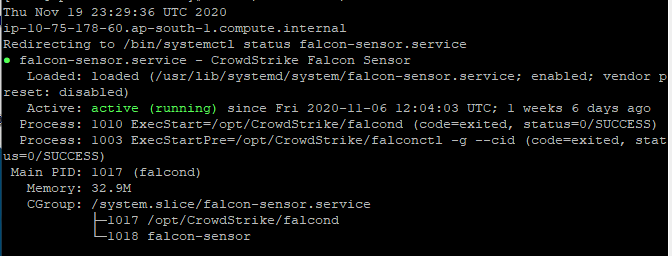 Thu Nov 19 23:29:36 UTC 2020
ip-10-75-178-60.ap-south-1.compute.internal
Redirecting to /bin/systemctl status falcon-sensor.service
● falcon-sensor.service - CrowdStrike Falcon Sensor
   Loaded: loaded (/usr/lib/systemd/system/falcon-sensor.service; enabled; vendor p
reset: disabled)
   Active: active (running) since Fri 2020-11-06 12:04:03 UTC; 1 weeks 6 days ago
  Process: 1010 ExecStart=/opt/CrowdStrike/falcond (code=exited, status=0/SUCCESS)
  Process: 1003 ExecStartPre=/opt/CrowdStrike/falconctl -g --cid (code=exited, stat
us=0/SUCCESS)
 Main PID: 1017 (falcond)
   Memory: 32.9M
   CGroup: /system.slice/falcon-sensor.service
           ├─1017 /opt/CrowdStrike/falcond
           └─1018 falcon-sensor